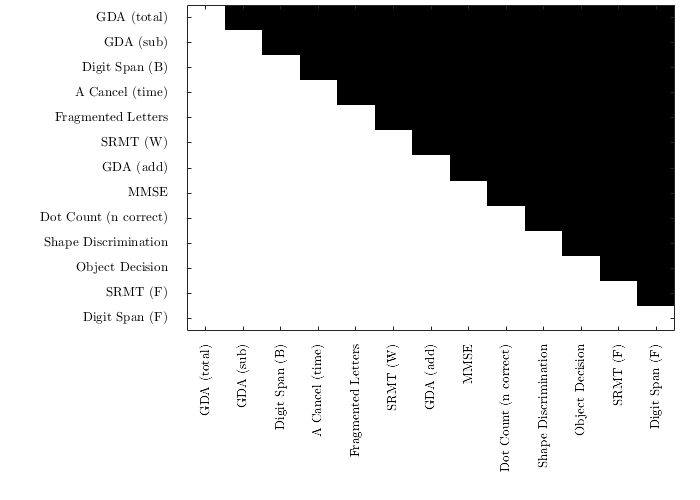 GDA (total)
GDA (sub)
Digit Span (B)
A Cancel (time)
Fragmented Letters
SRMT (W)
GDA (add)
MMSE
Dot Count (n correct)
Shape Discrimination
Object Decision
SRMT (F)
Digit Span (F)
GDA (total)
GDA (sub)
Digit Span (B)
A Cancel (time)
Fragmented Letters
SRMT (W)
GDA (add)
MMSE
Dot Count (n correct)
Shape Discrimination
Object Decision
SRMT (F)
Digit Span (F)